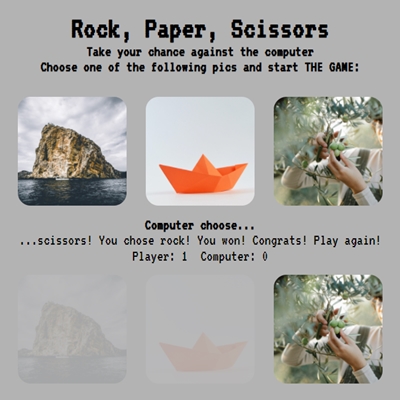 Rock, Paper, Scissors
Take your chance against the computer
Choose one of the following pics and start THE GAME:
Computer choose...
...scissors! You chose rock! You won! Congrats! Play again!
Player: 1 Computer: 0